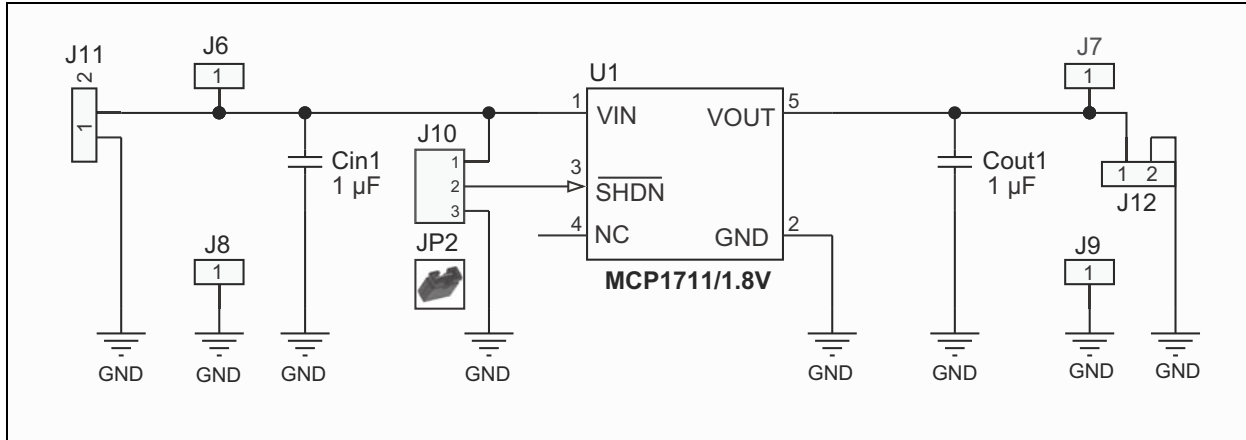 J11
2
1
J6
1
Cin1
1 µF
J8
1
J10
1
2
3
JP2
U1
1
VIN
VOUT
5
3
SHDN
4
NC
GND
2
MCP1711/1.8V
Cout1
1 µF
J7
1
1 2
J12
J9
1
GND
GND
GND
GND
GND
GND
GND
GND